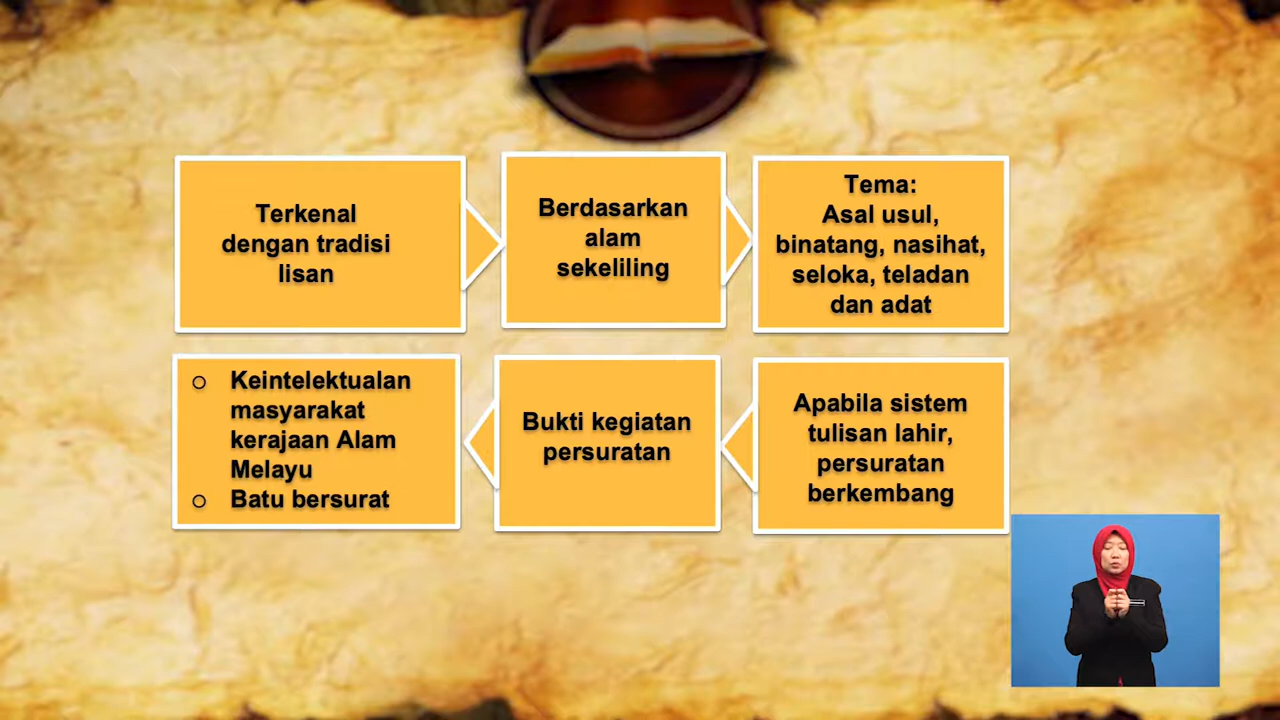 Terkenal
dengan tradisi
lisan
Berdasarkan
alam
sekeliling
Tema:
Asal usul,
binatang, nasihat,
seloka, teladan
dan adat
Apabila sistem
tulisan lahir,
persuratan
berkembang
Bukti kegiatan
persuratan
o Keintelektualan
masyarakat
kerajaan Alam
Melayu
o Batu bersurat